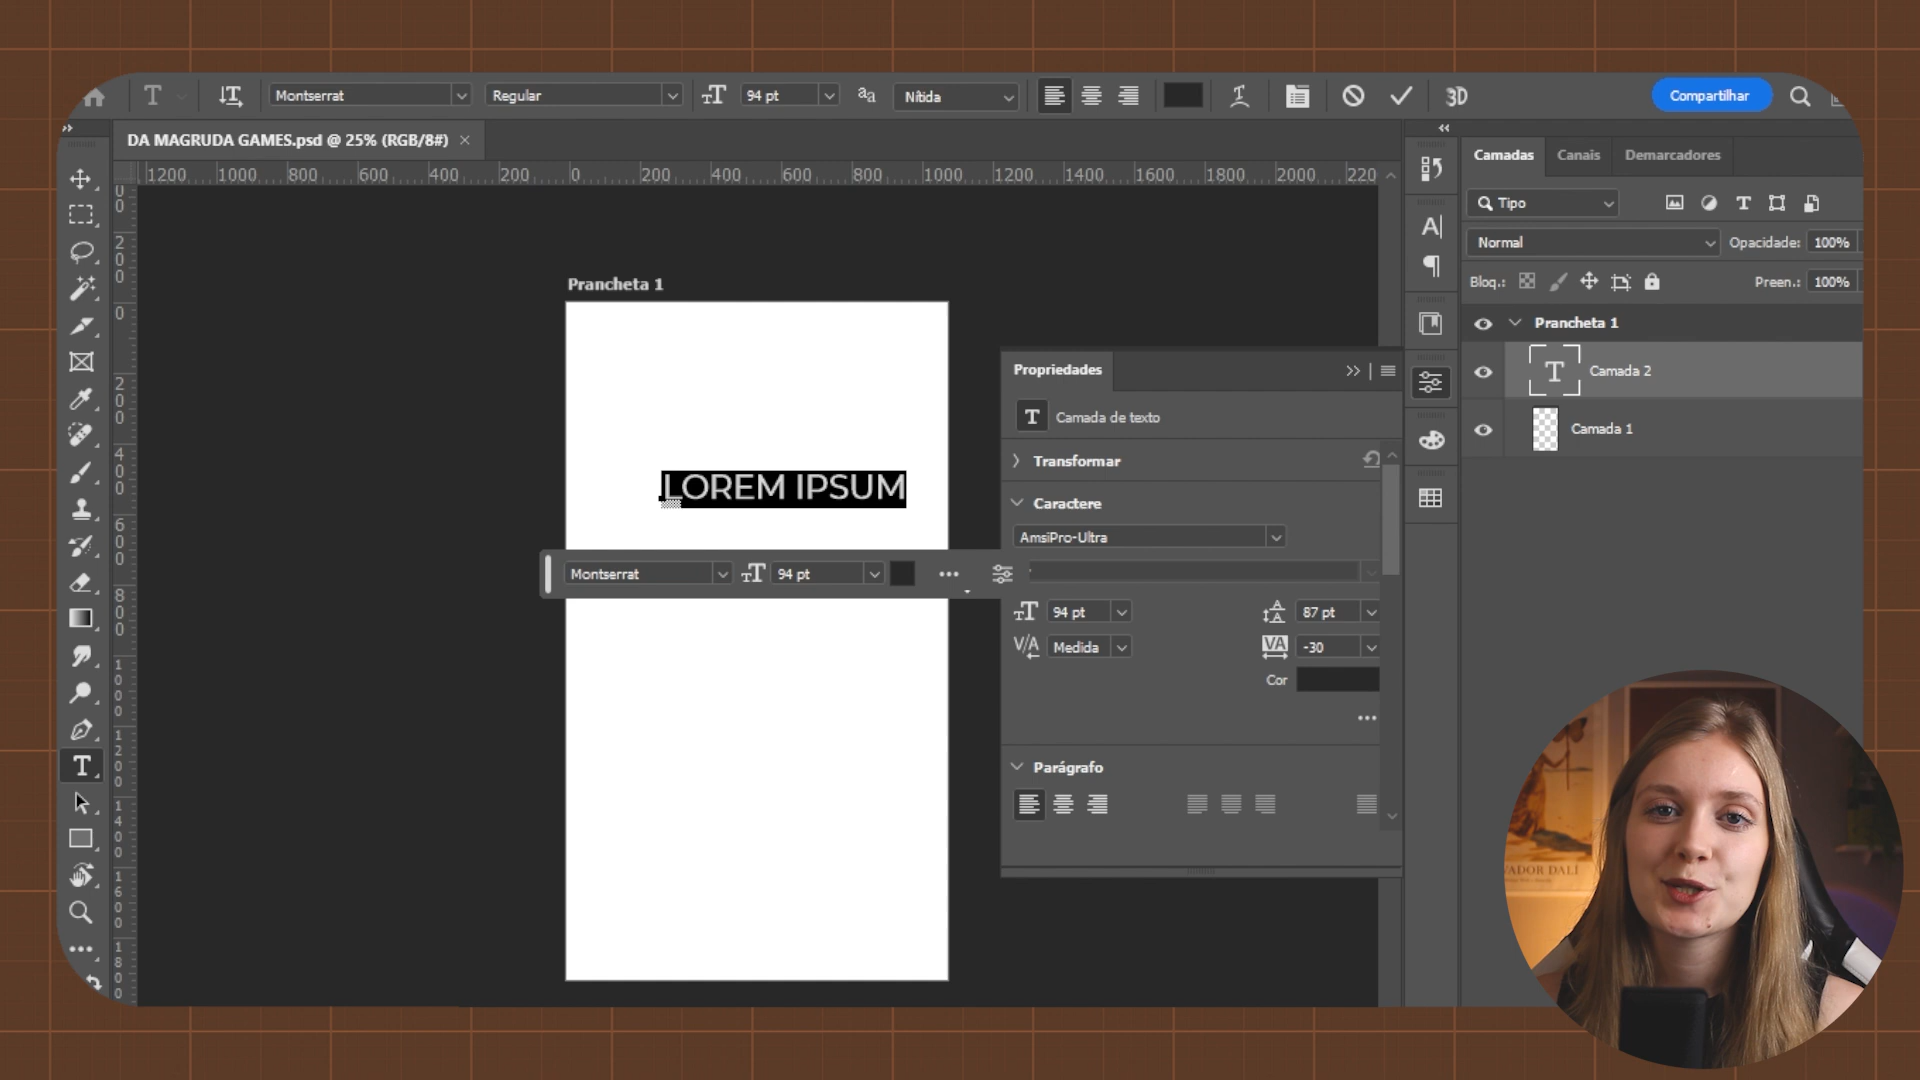 Montserrat
Regular
94 pt
aa
Nítida
3D
Compartilhar
DA MAGRUDA GAMES.psd @ 25% (RGB/8#)
1200 1000 800 600 400 200 0 200 400 600 800 1000 1200 1400 1600 1800 2000 220
Camadas
Canais
Demarcadores
Tipo
Normal
Opacidade: 100%
Bloq.:
Preen.: 100%
Prancheta 1
Camada 2
Camada 1
Prancheta 1
LOREM IPSUM
Montserrat
94 pt
Propriedades
Camada de texto
Transformar
Caractere
AmsiPro-Ultra
94 pt
87 pt
Medida
-30
Cor
Parágrafo
VADOR DALÍ